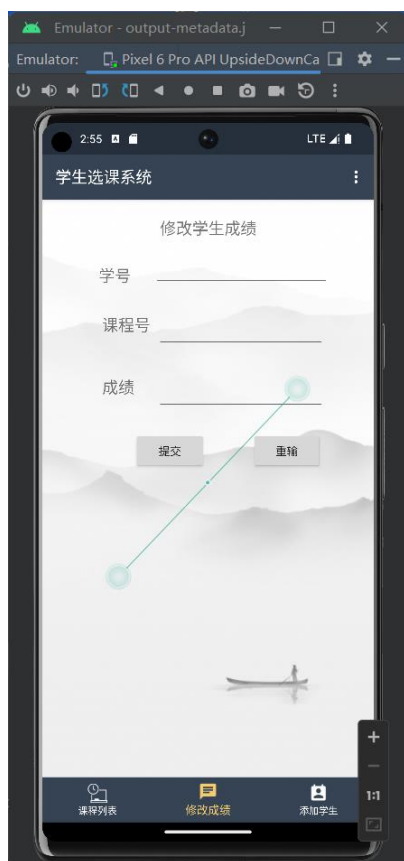 Emulator - output-metadata.j
Emulator:
Pixel 6 Pro API UpsideDownCa
2:55
LTE
学生选课系统
修改学生成绩
学号
课程号
成绩
提交
重输
1:1
课程列表
修改成绩
添加学生